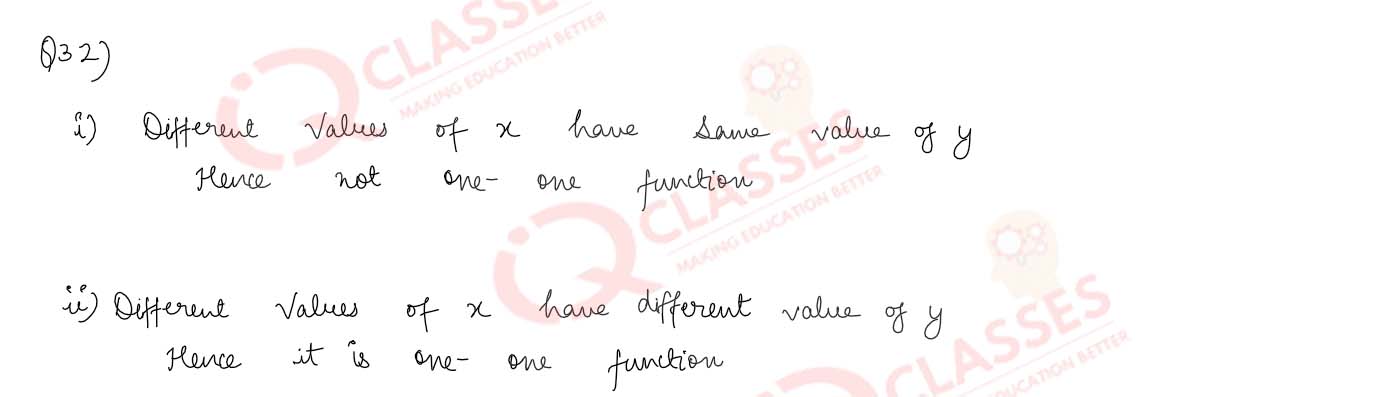 Q32)
i) Different Values of x have same value of y
Hence not one-one function
ii) Different Values of x have different value of y
Hence it is one-one function
iQ CLASSES
MAKING EDUCATION BETTER
iQ CLASSES
MAKING EDUCATION BETTER
CLASSES
EDUCATION BETTER